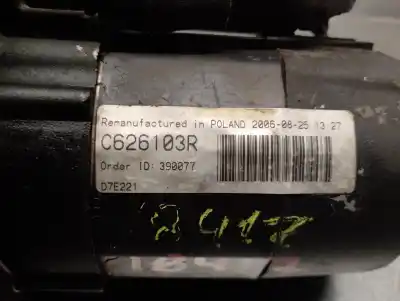 Remanufactured in POLAND 2006-08-25 13:27
C626103R
Order ID: 390077
D7E221